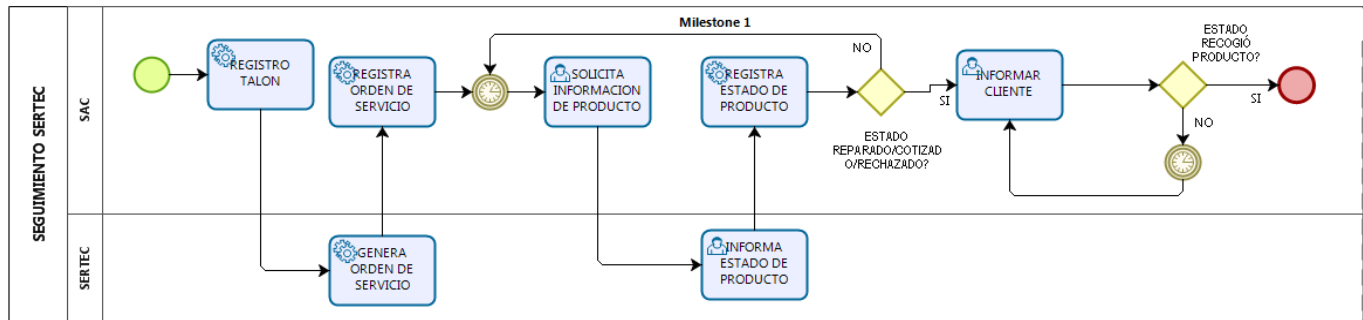 SEGUIMIENTO SERTEC
SAC
SERTEC
Milestone 1
REGISTRO
TALON
REGISTRA
ORDEN DE
SERVICIO
SOLICITA
INFORMACION
DE PRODUCTO
REGISTRA
ESTADO DE
PRODUCTO
NO
SI
ESTADO
REPARADO/COTIZAD
O/RECHAZADO?
INFORMAR
CLIENTE
ESTADO
RECOGIÓ
PRODUCTO?
SI
NO
GENERA
ORDEN DE
SERVICIO
INFORMA
ESTADO DE
PRODUCTO